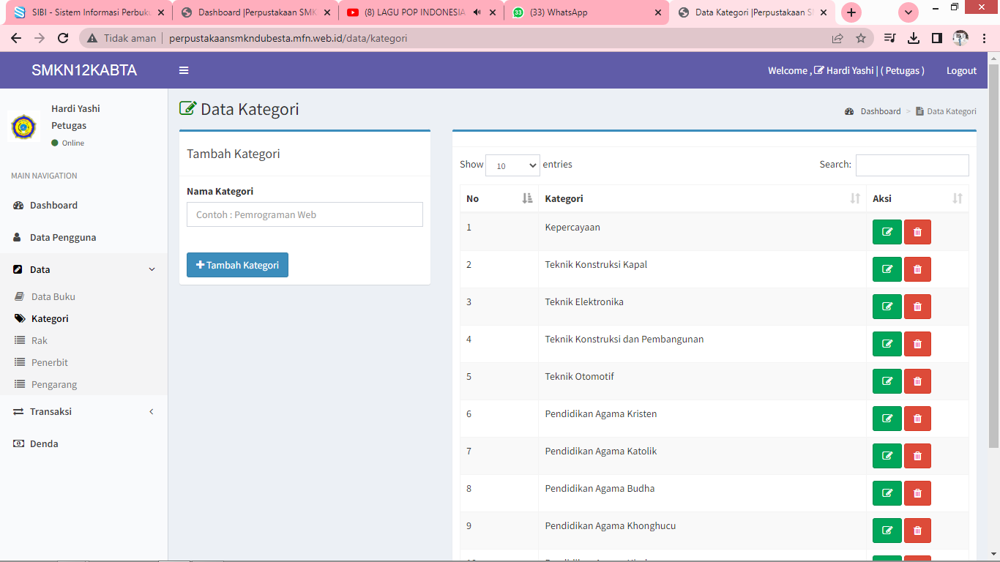 SIBI - Sistem Informasi Perbuku
Dashboard |Perpustakaan SMK
(8) LAGU POP INDONESIA
(33) WhatsApp
Data Kategori |Perpustakaan S
Tidak aman
perpustakaansmkndubesta.mfn.web.id/data/kategori
SMKN12KABTA
Welcome , Hardi Yashi | ( Petugas )
Logout
Hardi Yashi
Petugas
Online
MAIN NAVIGATION
Dashboard
Data Pengguna
Data
Data Buku
Kategori
Rak
Penerbit
Pengarang
Transaksi
Denda
Data Kategori
Dashboard > Data Kategori
Tambah Kategori
Nama Kategori
Contoh : Pemrograman Web
Tambah Kategori
Show 10 entries
Search:
No Kategori Aksi
1 Kepercayaan
2 Teknik Konstruksi Kapal
3 Teknik Elektronika
4 Teknik Konstruksi dan Pembangunan
5 Teknik Otomotif
6 Pendidikan Agama Kristen
7 Pendidikan Agama Katolik
8 Pendidikan Agama Budha
9 Pendidikan Agama Khonghucu